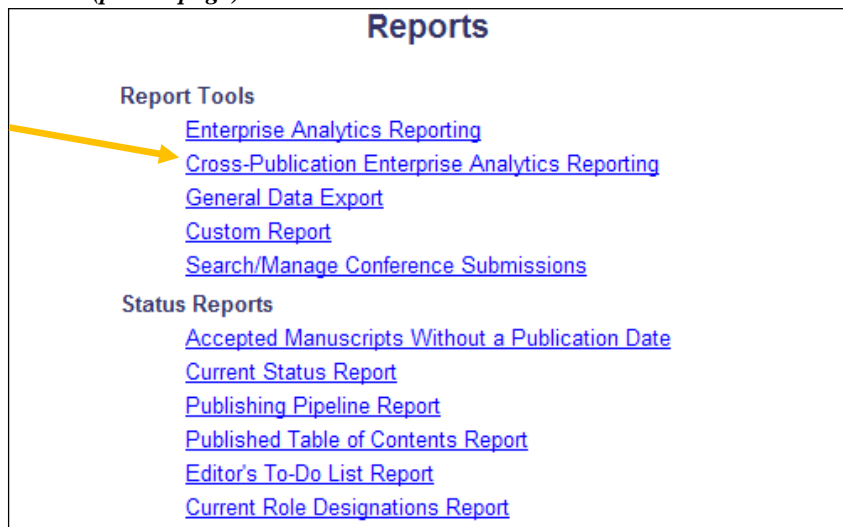 Reports
Report Tools
Enterprise Analytics Reporting
Cross-Publication Enterprise Analytics Reporting
General Data Export
Custom Report
Search/Manage Conference Submissions
Status Reports
Accepted Manuscripts Without a Publication Date
Current Status Report
Publishing Pipeline Report
Published Table of Contents Report
Editor's To-Do List Report
Current Role Designations Report